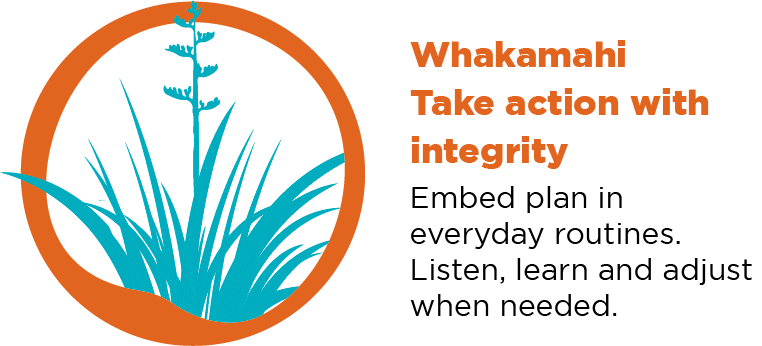 Whakamahi
Take action with
integrity
Embed plan in
everyday routines.
Listen, learn and adjust
when needed.